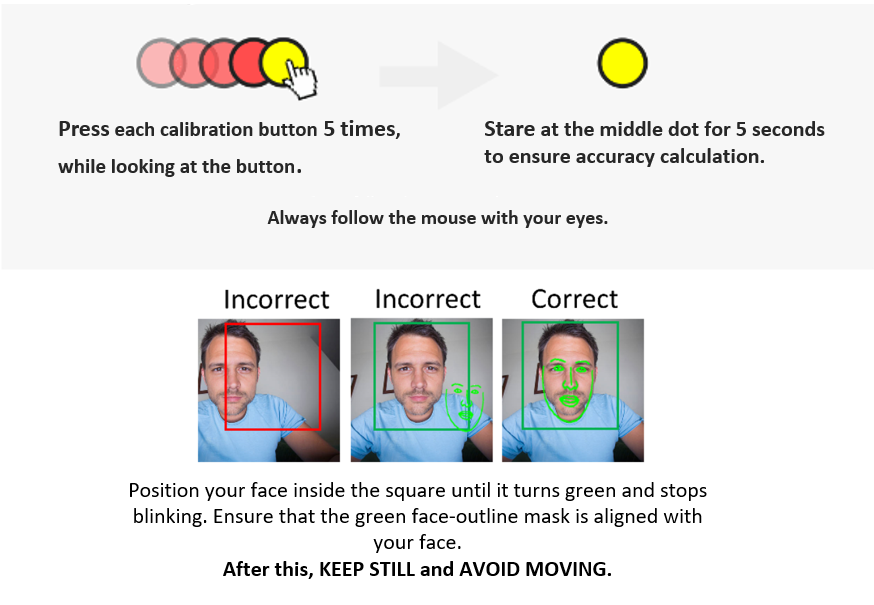 Press each calibration button 5 times,
while looking at the button.
Stare at the middle dot for 5 seconds
to ensure accuracy calculation.
Always follow the mouse with your eyes.
Incorrect
Incorrect
Correct
Position your face inside the square until it turns green and stops
blinking. Ensure that the green face-outline mask is aligned with
your face.
After this, KEEP STILL and AVOID MOVING.